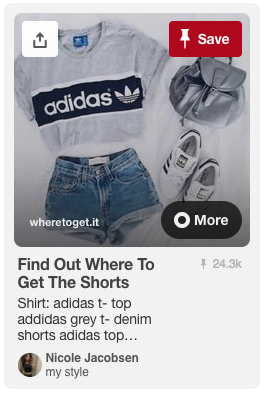 Save
adidas
wheretoget.it
More
Find Out Where To
Get The Shorts
24.3k
Shirt: adidas t- top
addidas grey t- denim
shorts adidas top...
Nicole Jacobsen
my style